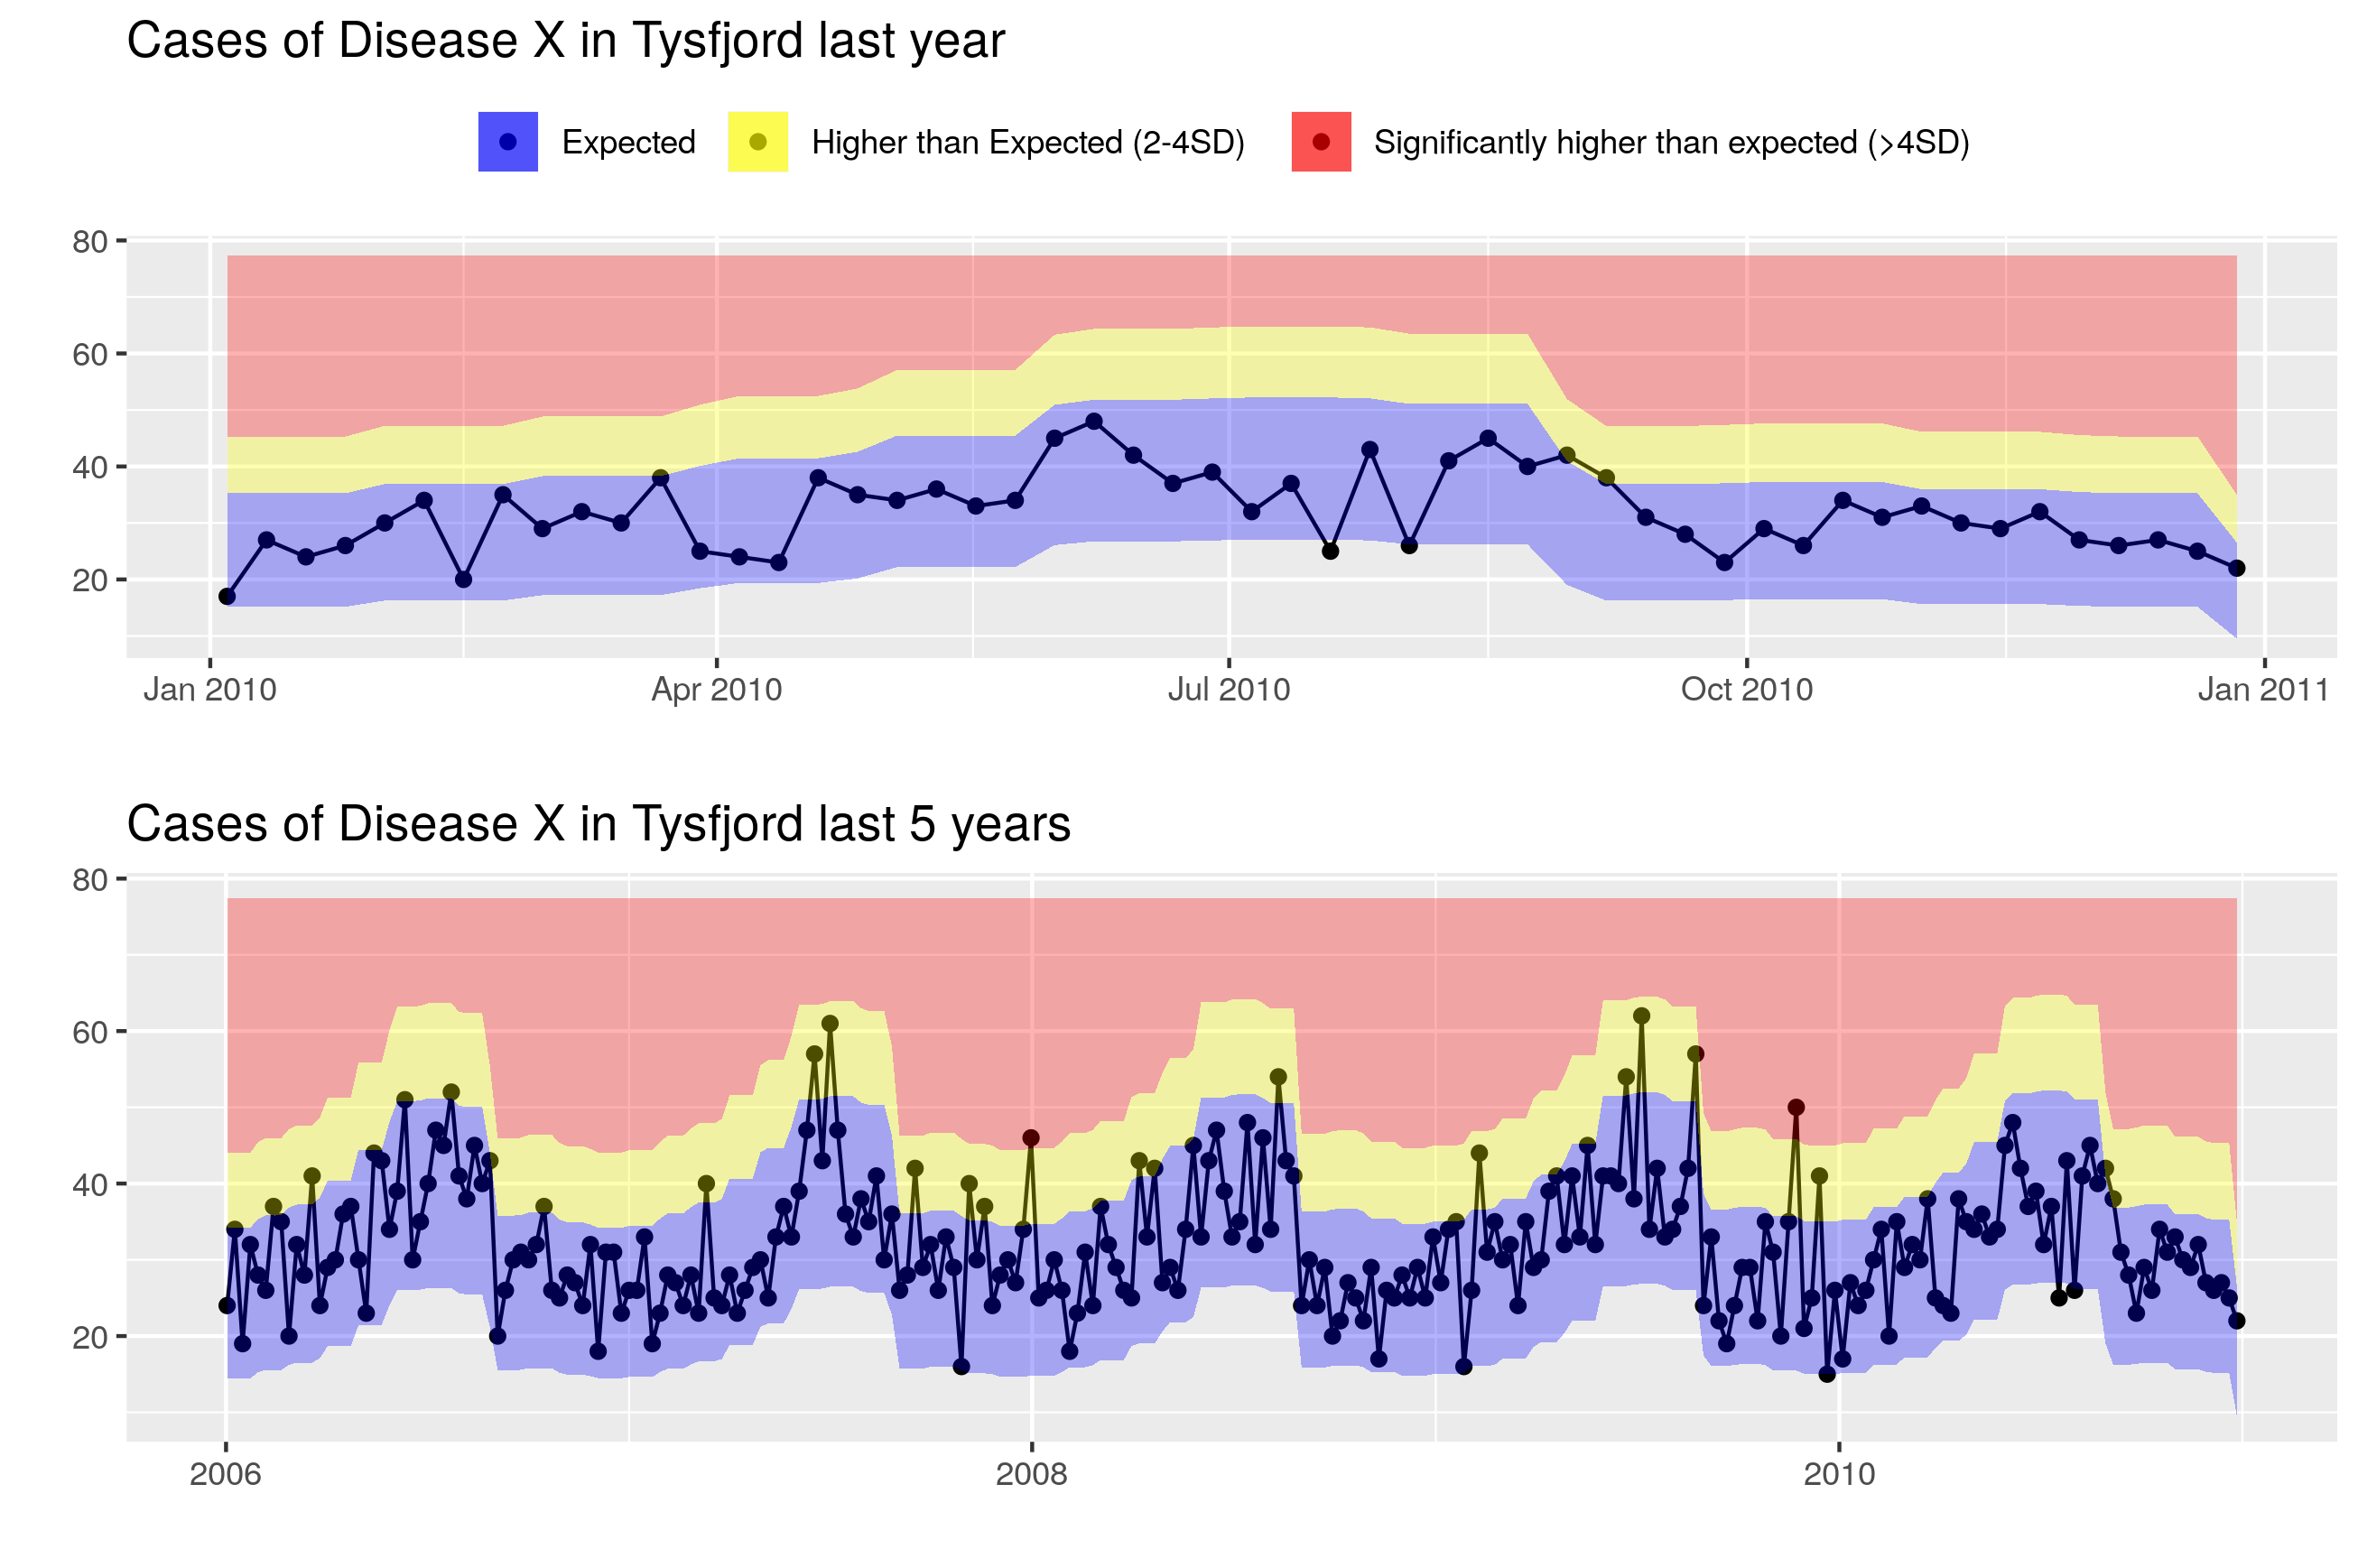 Cases of Disease X in Tysfjord last year
Expected Higher than Expected (2-4SD) Significantly higher than expected (>4SD)
80
60
40
20
Jan 2010 Apr 2010 Jul 2010 Oct 2010 Jan 2011
Cases of Disease X in Tysfjord last 5 years
80
60
40
20
2006 2008 2010